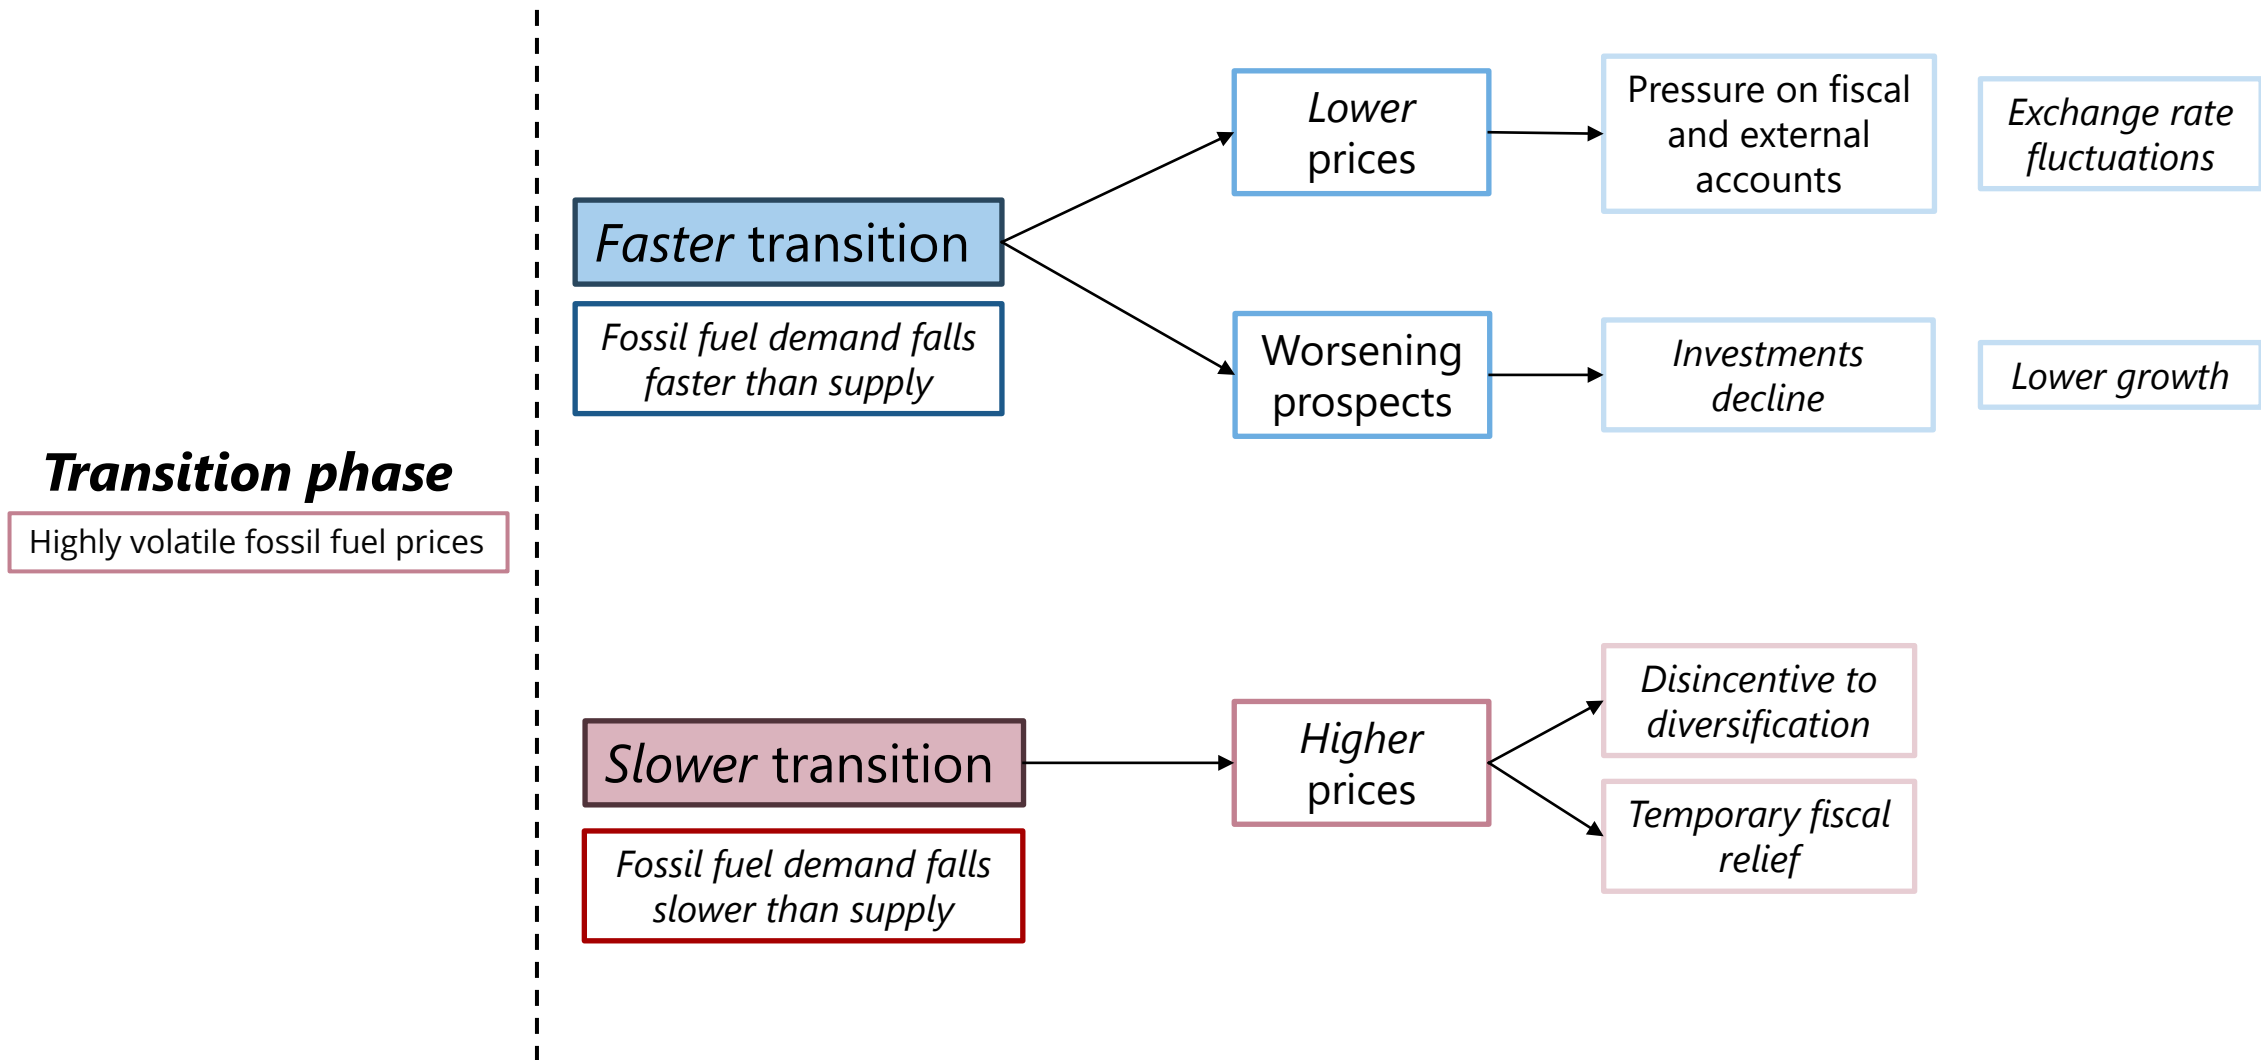 Transition phase
Highly volatile fossil fuel prices
Faster transition
Fossil fuel demand falls
faster than supply
Lower
prices
Pressure on fiscal
and external
accounts
Exchange rate
fluctuations
Worsening
prospects
Investments
decline
Lower growth
Slower transition
Fossil fuel demand falls
slower than supply
Higher
prices
Disincentive to
diversification
Temporary fiscal
relief